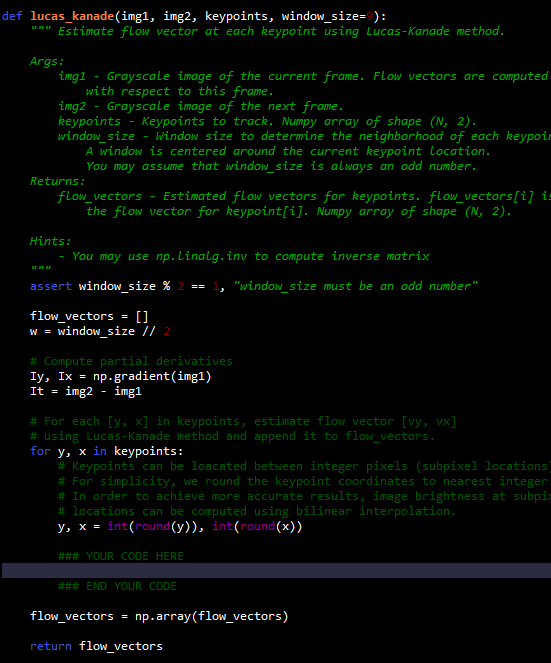 def lucas_kanade(img1, img2, keypoints, window_size=9):
""" Estimate flow vector at each keypoint using Lucas-Kanade method.
Args:
img1 - Grayscale image of the current frame. Flow vectors are computed
with respect to this frame.
img2 - Grayscale image of the next frame.
keypoints - Keypoints to track. Numpy array of shape (N, 2).
window_size - Window size to determine the neighborhood of each keypoin
A window is centered around the current keypoint location.
You may assume that window_size is always an odd number.
Returns:
flow_vectors - Estimated flow vectors for keypoints. flow_vectors[i] is
the flow vector for keypoint[i]. Numpy array of shape (N, 2).
Hints:
- You may use np.linalg.inv to compute inverse matrix
"""
assert window_size % 2 == 1, "window_size must be an odd number"
flow_vectors = []
w = window_size // 2
# Compute partial derivatives
Iy, Ix = np.gradient(img1)
It = img2 - img1
# For each [y, x] in keypoints, estimate flow vector [vy, vx]
# using Lucas-Kanade method and append it to flow_vectors.
for y, x in keypoints:
# Keypoints can be loacated between integer pixels (subpixel locations
# For simplicity, we round the keypoint coordinates to nearest integer
# In order to achieve more accurate results, image brightness at subpi
# locations can be computed using bilinear interpolation.
y, x = int(round(y)), int(round(x))
### YOUR CODE HERE
### END YOUR CODE
flow_vectors = np.array(flow_vectors)
return flow_vectors